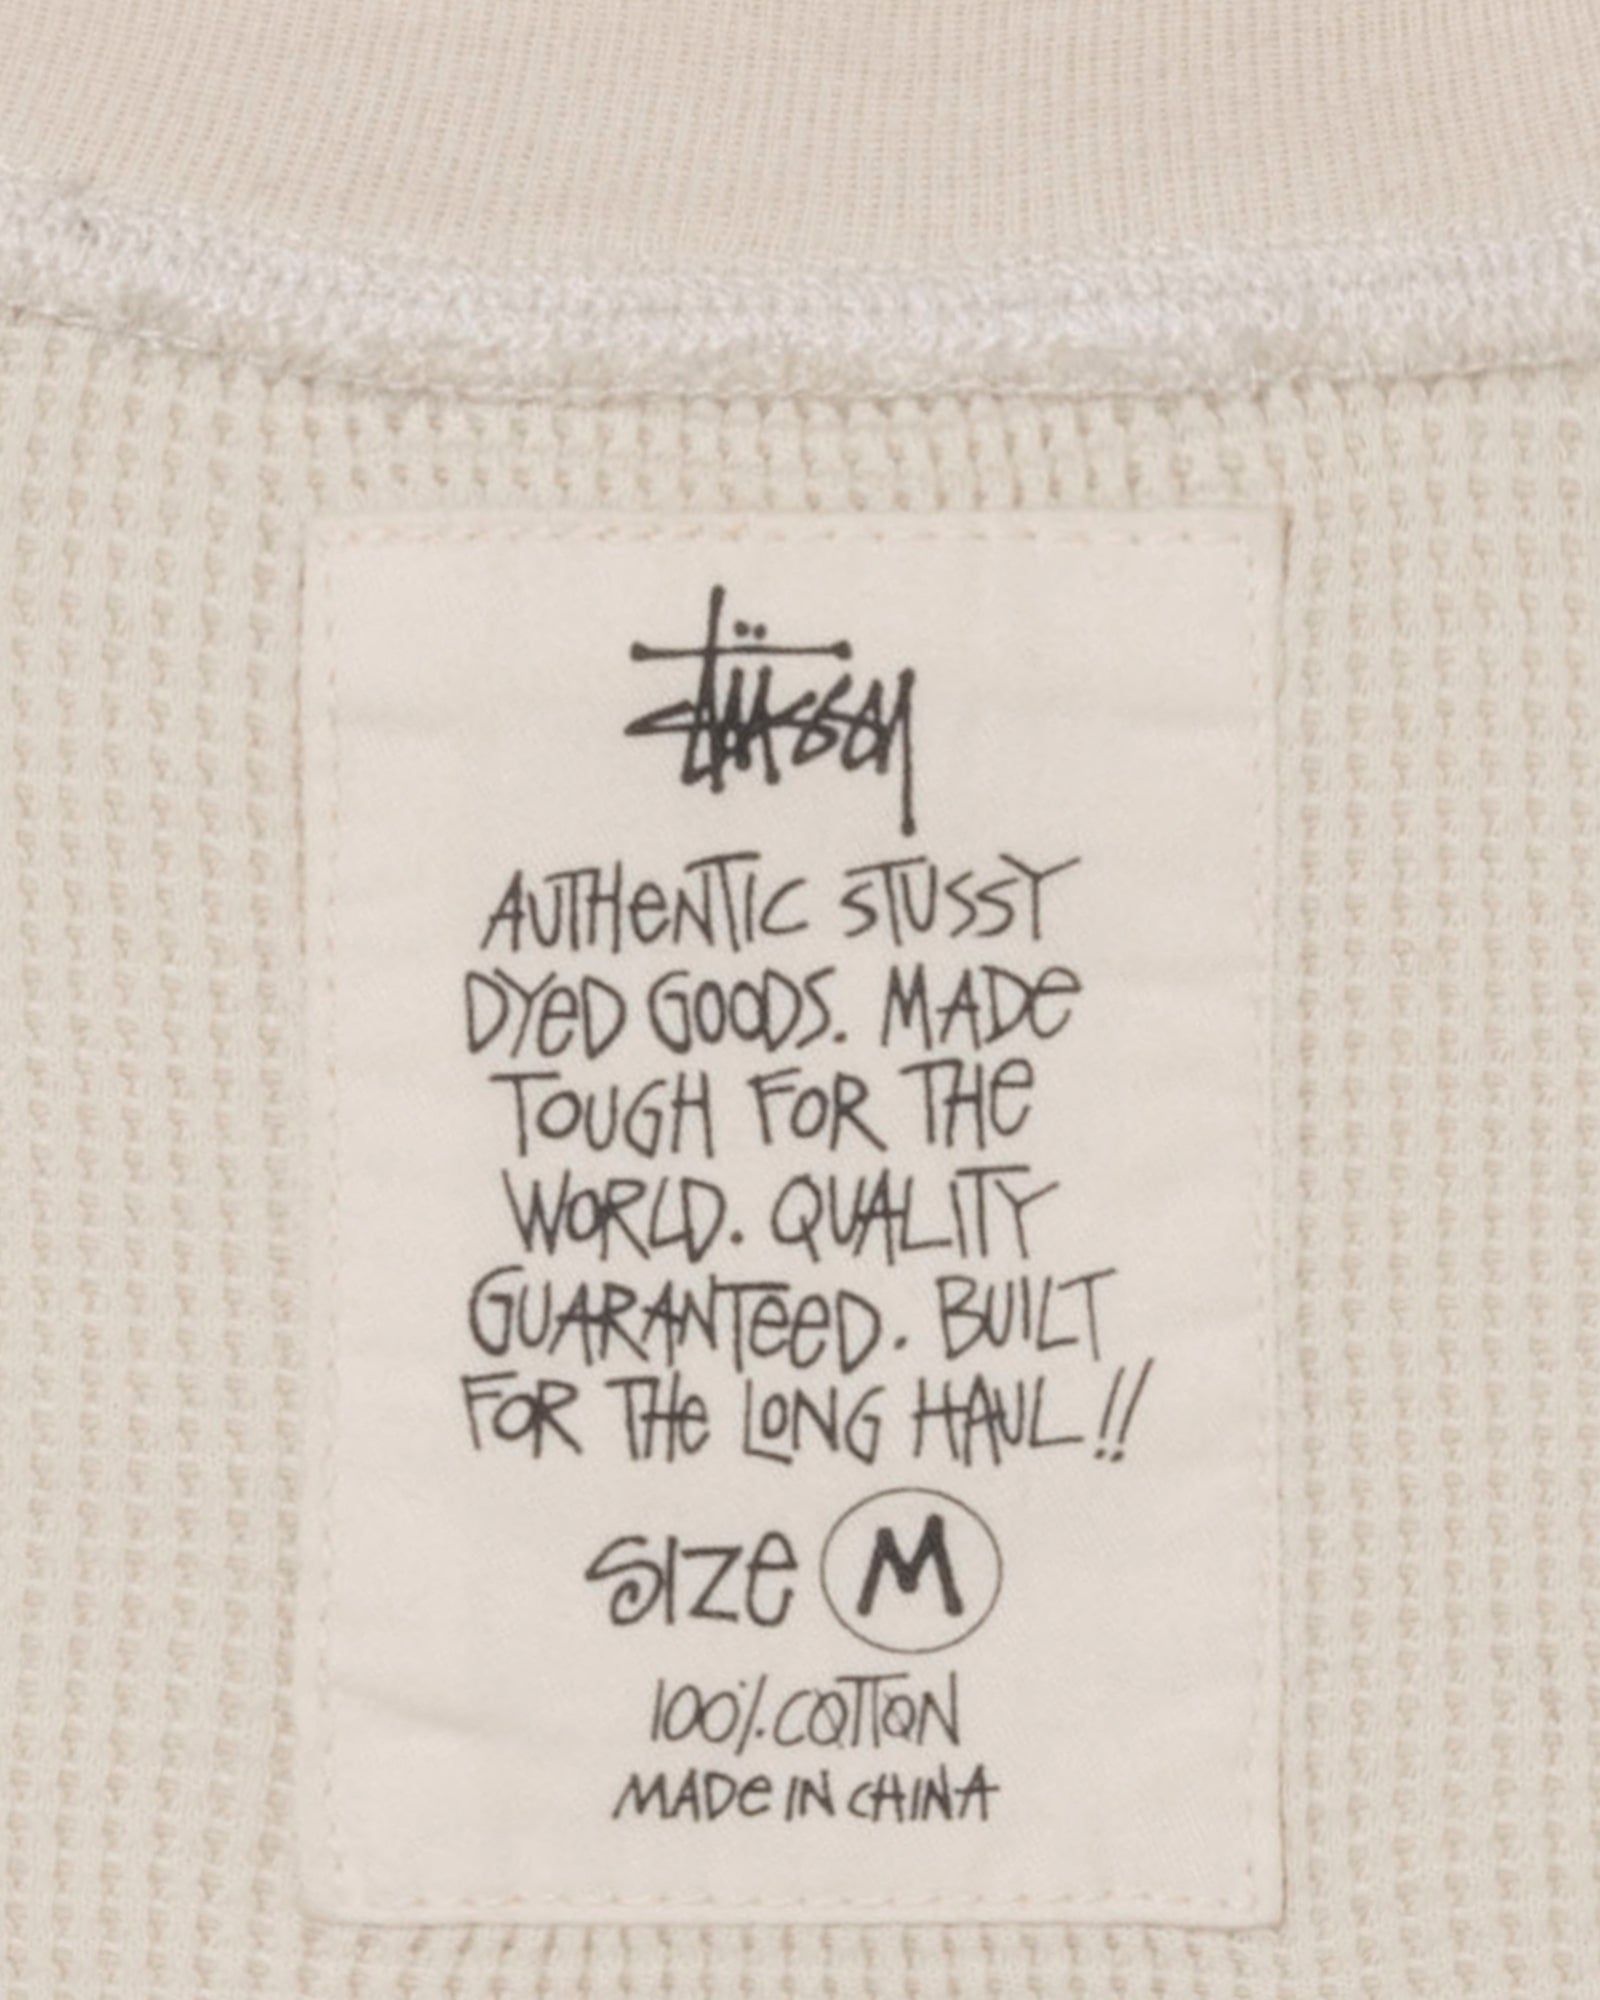 Stüssy
AUTHENTIC STUSSY
DYED GOODS. MADE
TOUGH FOR THE
WORLD. QUALITY
GUARANTEED. BUILT
FOR THE LONG HAUL!!
SIZE M
100% COTTON
MADE IN CHINA